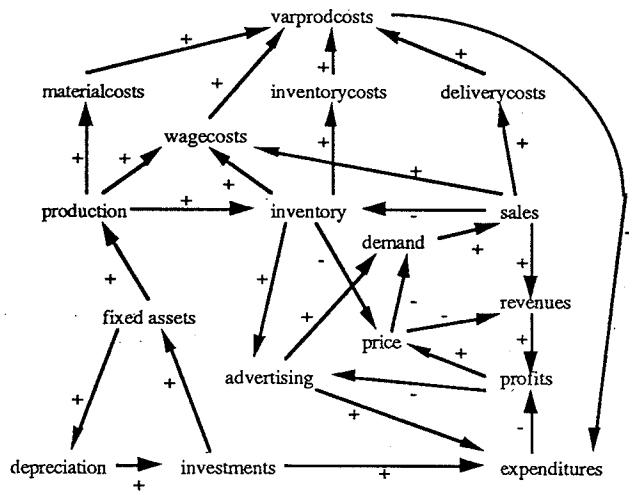 varprodcosts
+
+
+
+
materialcosts
inventorycosts
deliverycosts
wagecosts
+
+
+
+
+
+
production
+
inventory
-
sales
demand
+
+
+
+
-
+
-
-
revenues
fixed assets
price
+
+
advertising
-
profits
+
+
+
-
depreciation
+
investments
+
expenditures
-